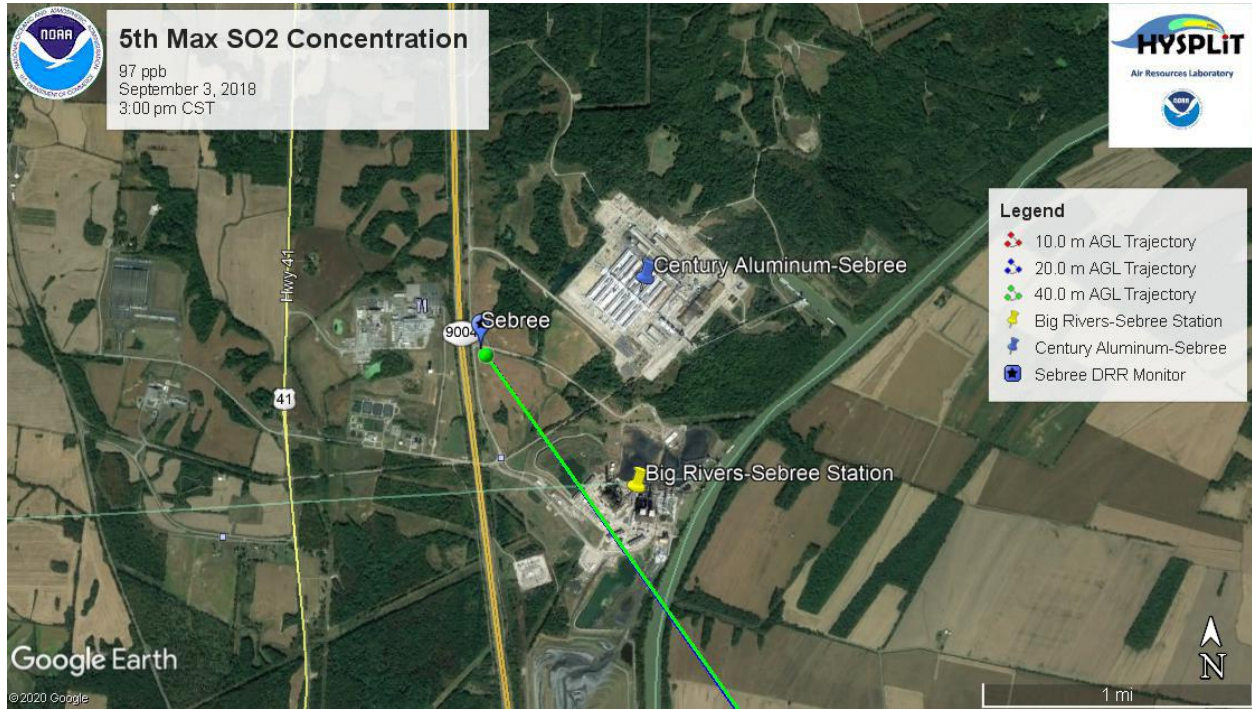 NOAA
5th Max SO2 Concentration
97 ppb
September 3, 2018
3:00 pm CST
HYSPLiT
Air Resources Laboratory
NOAA
Legend
10.0 m AGL Trajectory
20.0 m AGL Trajectory
40.0 m AGL Trajectory
Big Rivers-Sebree Station
Century Aluminum-Sebree
Sebree DRR Monitor
Hwy-41
Century Aluminum-Sebree
Sebree
9004
41
Big Rivers-Sebree Station
N
Google Earth
© 2020 Google
1 mi